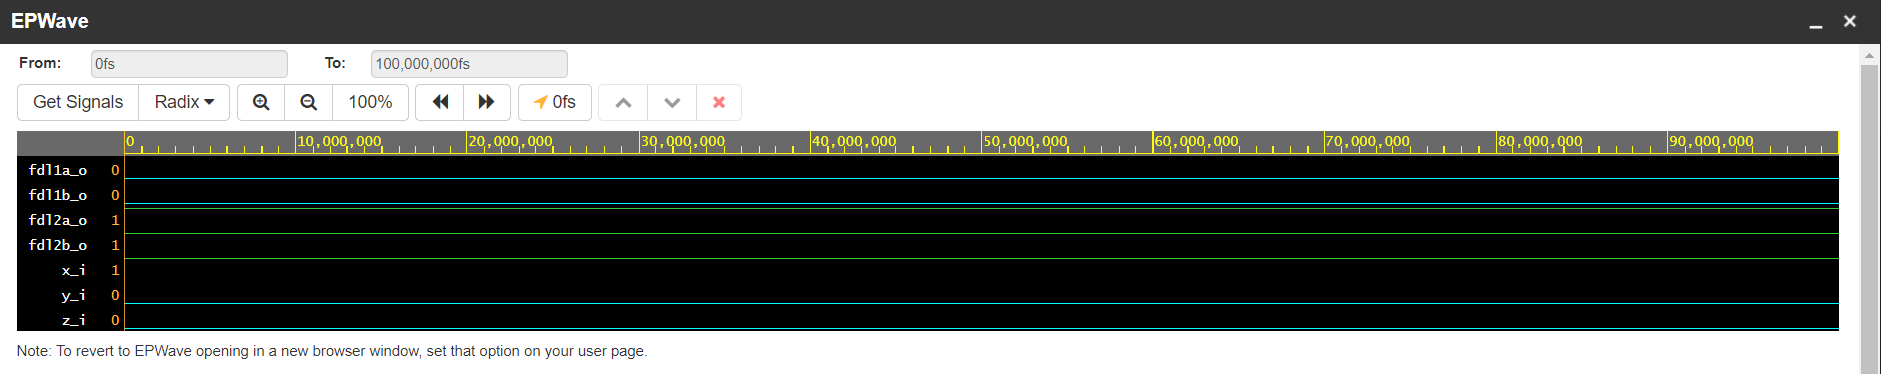 EPWave
From: 0fs To: 100,000,000fs
Get Signals Radix 100% 0fs
0 10,000,000 20,000,000 30,000,000 40,000,000 50,000,000 60,000,000 70,000,000 80,000,000 90,000,000
fdl1a_o 0
fdl1b_o 0
fdl2a_o 1
fdl2b_o 1
x_i 1
y_i 0
z_i 0
Note: To revert to EPWave opening in a new browser window, set that option on your user page.